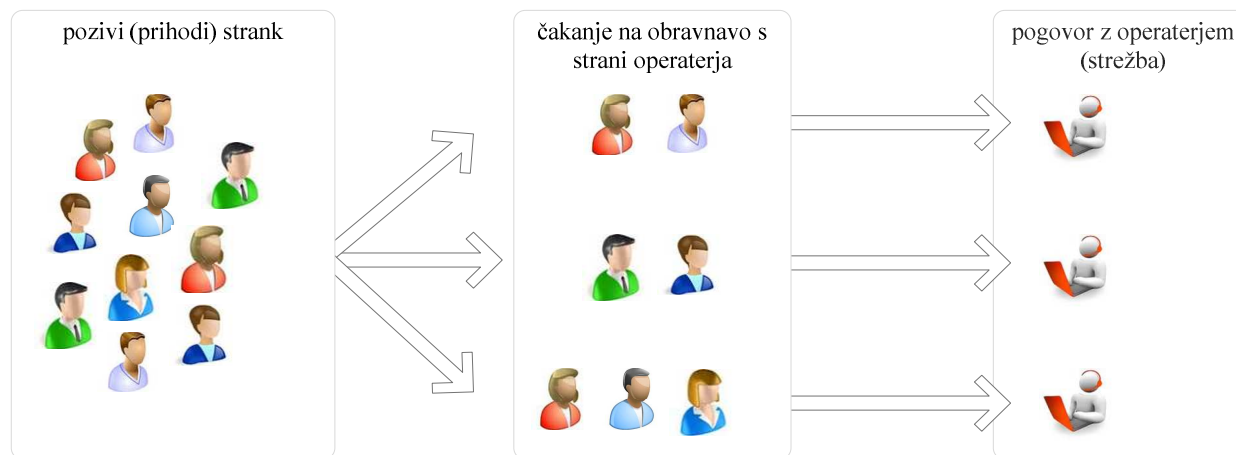 pozivi (prihodi) strank
čakanje na obravnavo s
strani operaterja
pogovor z operaterjem
(strežba)